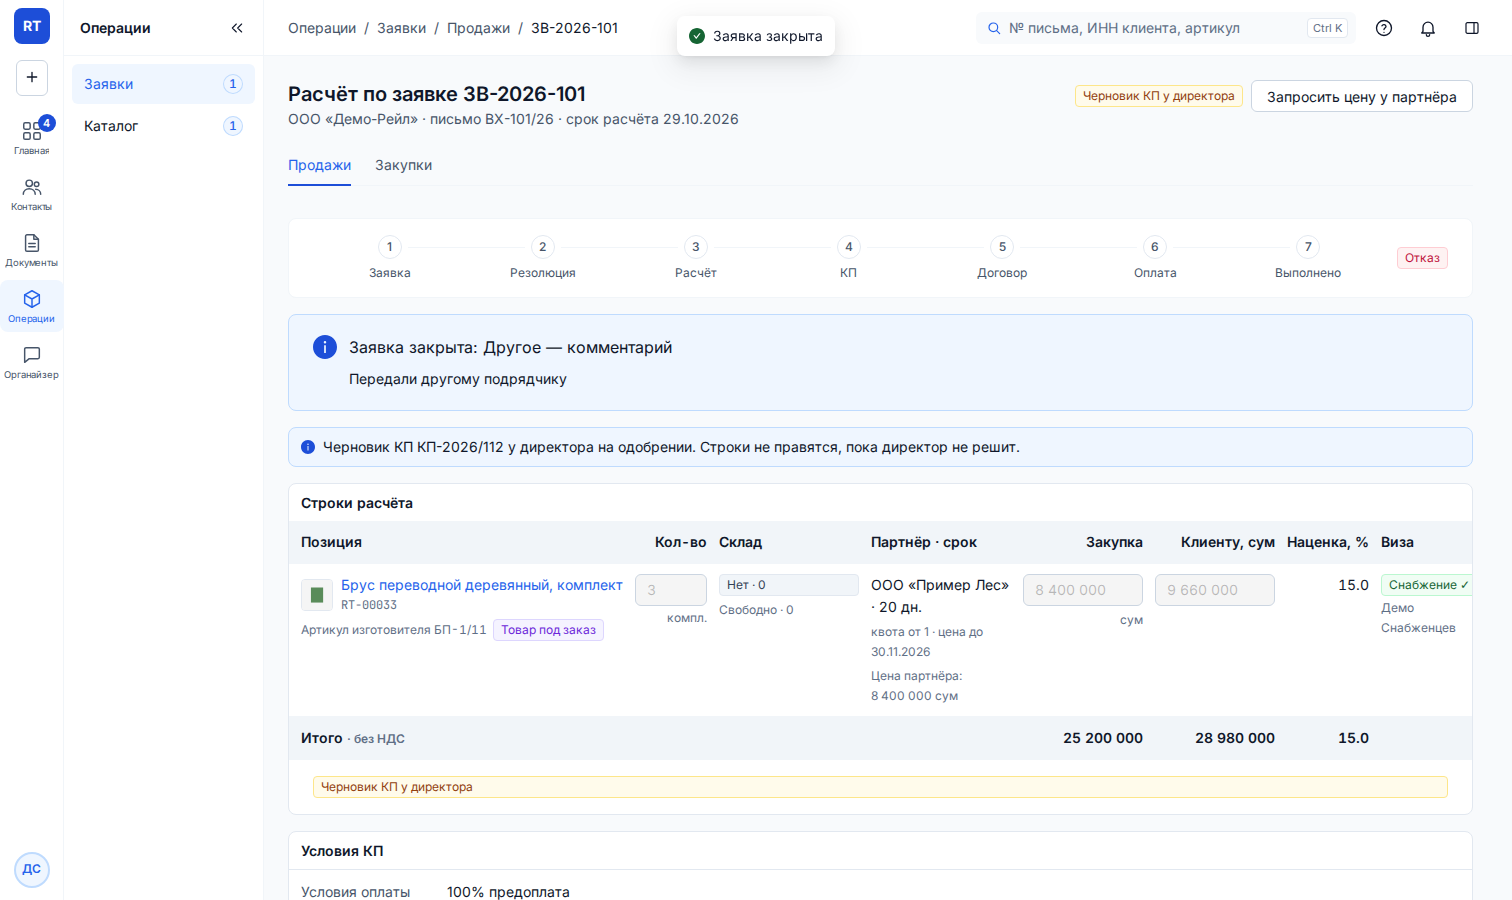 RT
Операции
Операции / Заявки / Продажи / ЗВ-2026-101
Заявка закрыта
№ письма, ИНН клиента, артикул
Ctrl K
Заявки 1
Каталог 1
4
Главная
Контакты
Документы
Операции
Органайзер
ДС
Расчёт по заявке ЗВ-2026-101
ООО «Демо-Рейл» · письмо ВХ-101/26 · срок расчёта 29.10.2026
Черновик КП у директора
Запросить цену у партнёра
Продажи Закупки
1 2 3 4 5 6 7
Заявка Резолюция Расчёт КП Договор Оплата Выполнено
Отказ
Заявка закрыта: Другое — комментарий
Передали другому подрядчику
Черновик КП КП-2026/112 у директора на одобрении. Строки не правятся, пока директор не решит.
Строки расчёта
Позиция Кол-во Склад Партнёр · срок Закупка Клиенту, сум Наценка, % Виза
Брус переводной деревянный, комплект
RT-00033
Артикул изготовителя БП-1/11 Товар под заказ
3
компл.
Нет · 0
Свободно · 0
ООО «Пример Лес»
· 20 дн.
квота от 1 · цена до
30.11.2026
Цена партнёра:
8 400 000 сум
8 400 000
сум
9 660 000
15.0
Снабжение ✓
Демо
Снабженцев
Итого · без НДС 25 200 000 28 980 000 15.0
Черновик КП у директора
Условия КП
Условия оплаты 100% предоплата